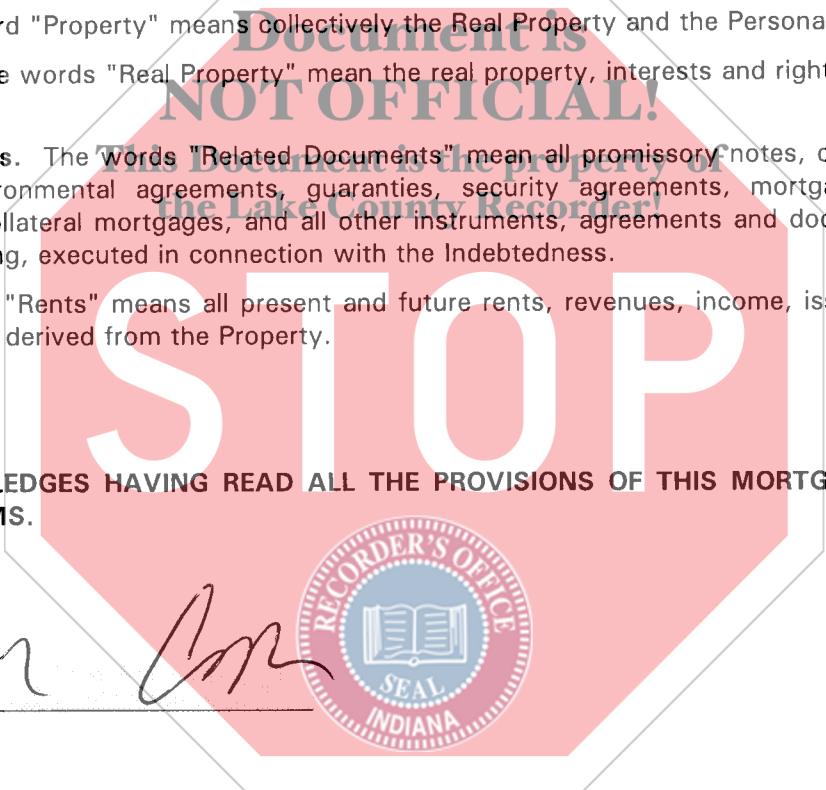 rd "Property" means collectively the Real Property and the Persona
Document is
e words "Real Property" mean the real property, interests and right
NOT OFFICIAL!
s. The words "Related Documents" mean all promissory notes, c
This Document is the property of
ronmental agreements, guaranties, security agreements, mortga
the Lake County Recorder!
llateral mortgages, and all other instruments, agreements and doc
ng, executed in connection with the Indebtedness.
"Rents" means all present and future rents, revenues, income, is
derived from the Property.
STOP
LEDGES HAVING READ ALL THE PROVISIONS OF THIS MORTG
MS.
RECORDER'S OFFICE
SEAL
INDIANA